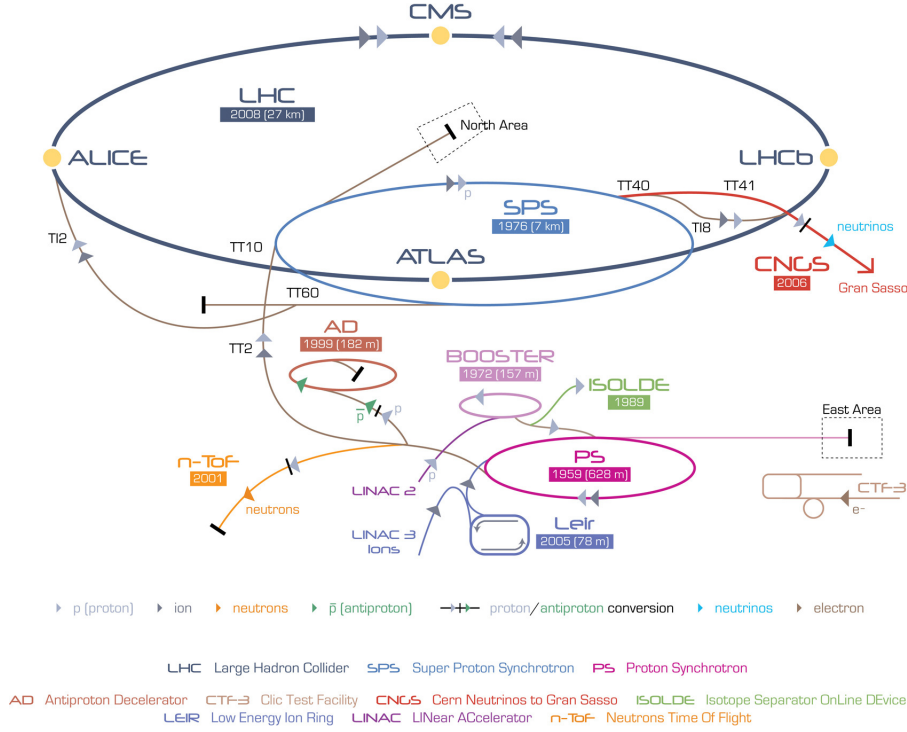 CMS
LHC
2008 (27 km)
North Area
ALICE
LHCb
TT40
TT41
SPS
1976 (7 km)
p
TI8
neutrinos
TI2
TT10
ATLAS
CNGS
2006
Gran Sasso
TT60
AD
1999 (182 m)
TT2
BOOSTER
1972 (157 m)
ISOLDE
1989
p̅
p
East Area
n-ToF
2001
p
PS
1959 (628 m)
LINAC 2
neutrons
CTF-3
e-
LINAC 3
Ions
Leir
2005 (78 m)
p (proton)
ion
neutrons
p̅ (antiproton)
proton/antiproton conversion
neutrinos
electron
LHC Large Hadron Collider SPS Super Proton Synchrotron PS Proton Synchrotron
AD Antiproton Decelerator CTF-3 Clic Test Facility CNGS Cern Neutrinos to Gran Sasso ISOLDE Isotope Separator OnLine DEvice
LEIR Low Energy Ion Ring LINAC LINear ACcelerator n-ToF Neutrons Time Of Flight